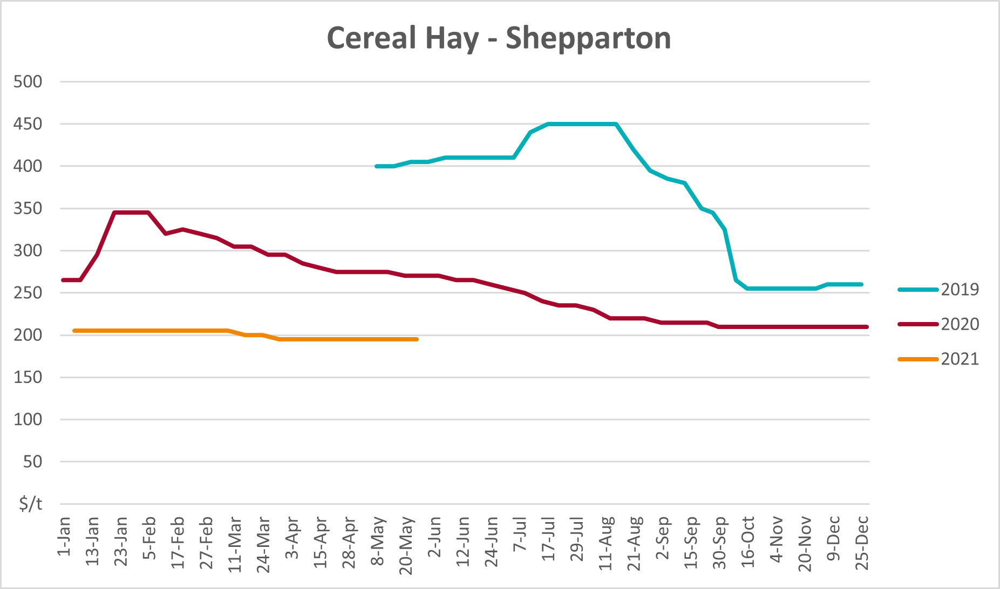 Cereal Hay - Shepparton
500
450
400
350
300
250
200
150
100
50
$/t
1-Jan
13-Jan
23-Jan
5-Feb
17-Feb
27-Feb
11-Mar
24-Mar
3-Apr
15-Apr
28-Apr
8-May
20-May
2-Jun
12-Jun
24-Jun
7-Jul
17-Jul
29-Jul
11-Aug
21-Aug
2-Sep
15-Sep
30-Sep
16-Oct
4-Nov
20-Nov
9-Dec
25-Dec
2019
2020
2021